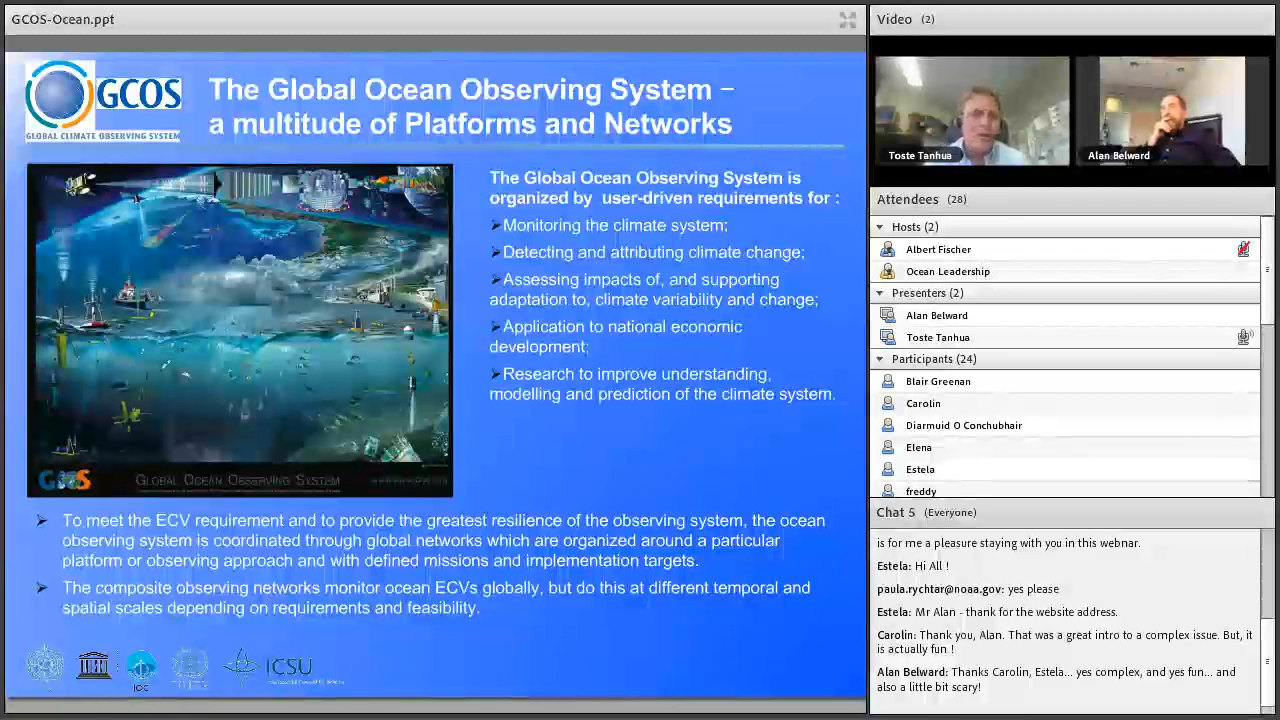 GCOS-Ocean.ppt
GCOS
GLOBAL CLIMATE OBSERVING SYSTEM
The Global Ocean Observing System –
a multitude of Platforms and Networks
The Global Ocean Observing System is
organized by user-driven requirements for :
➢Monitoring the climate system;
➢Detecting and attributing climate change;
➢Assessing impacts of, and supporting
adaptation to, climate variability and change;
➢Application to national economic
development;
➢Research to improve understanding,
modelling and prediction of the climate system.
GLOBAL OCEAN OBSERVING SYSTEM
➢ To meet the ECV requirement and to provide the greatest resilience of the observing system, the ocean
observing system is coordinated through global networks which are organized around a particular
platform or observing approach and with defined missions and implementation targets.
➢ The composite observing networks monitor ocean ECVs globally, but do this at different temporal and
spatial scales depending on requirements and feasibility.
IOC
ICSU
Video (2)
Toste Tanhua
Alan Belward
Attendees (28)
Hosts (2)
Albert Fischer
Ocean Leadership
Presenters (2)
Alan Belward
Toste Tanhua
Participants (24)
Blair Greenan
Carolin
Diarmuid O Conchubhair
Elena
Estela
freddy
Chat 5 (Everyone)
is for me a pleasure staying with you in this webnar.
Estela: Hi All !
paula.rychtar@noaa.gov: yes please
Estela: Mr Alan - thank for the website address.
Carolin: Thank you, Alan. That was a great intro to a complex issue. But, it
is actually fun !
Alan Belward: Thanks Carolin, Estela... yes complex, and yes fun... and
also a little bit scary!